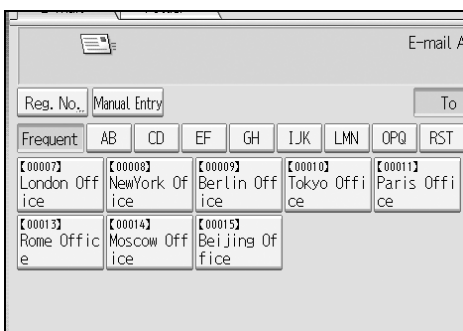 E-mail A
Reg. No. Manual Entry To
Frequent AB CD EF GH IJK LMN OPQ RST
[00007] [00008] [00009] [00010] [00011]
London Off NewYork Of Berlin Off Tokyo Offi Paris Offi
ice ice ice ce ce
[00013] [00014] [00015]
Rome Offic Moscow Off Beijing Of
e ice fice